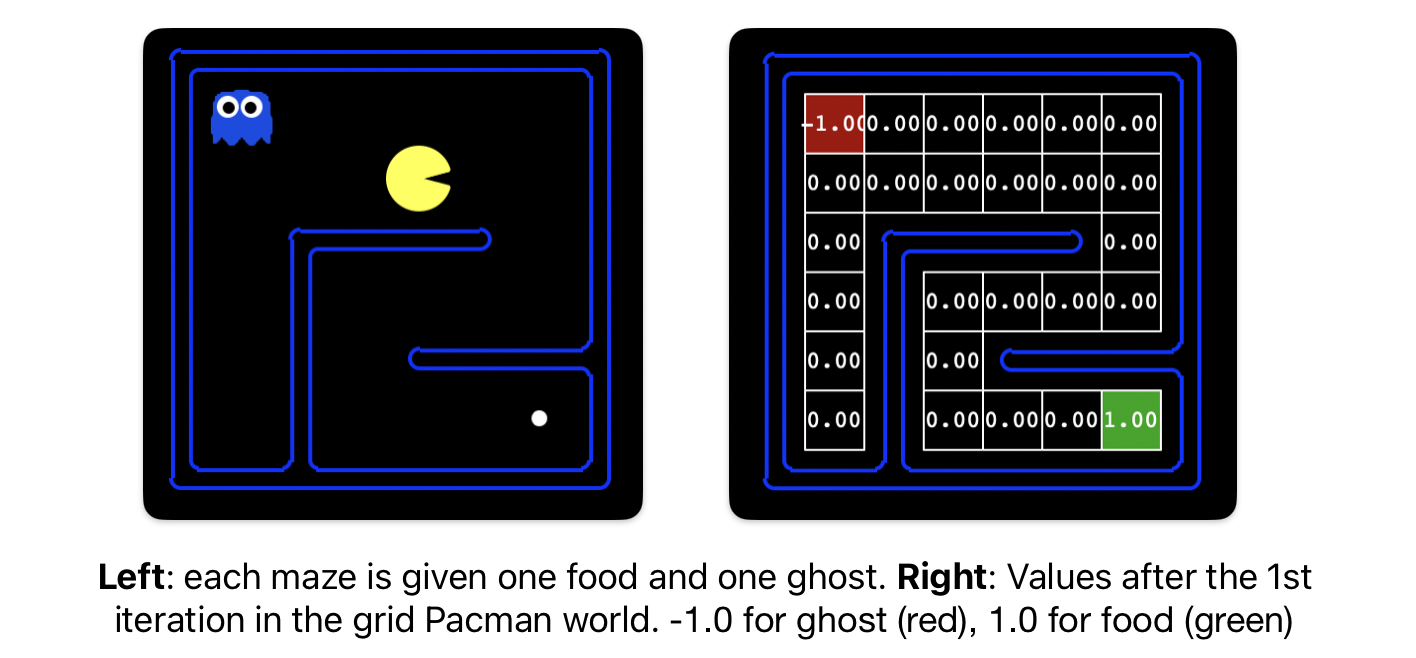 -1.00 0.00 0.00 0.00 0.00 0.00
0.00 0.00 0.00 0.00 0.00 0.00
0.00 0.00
0.00 0.00 0.00 0.00 0.00
0.00 0.00
0.00 0.00 0.00 0.00 1.00
Left: each maze is given one food and one ghost. Right: Values after the 1st
iteration in the grid Pacman world. -1.0 for ghost (red), 1.0 for food (green)